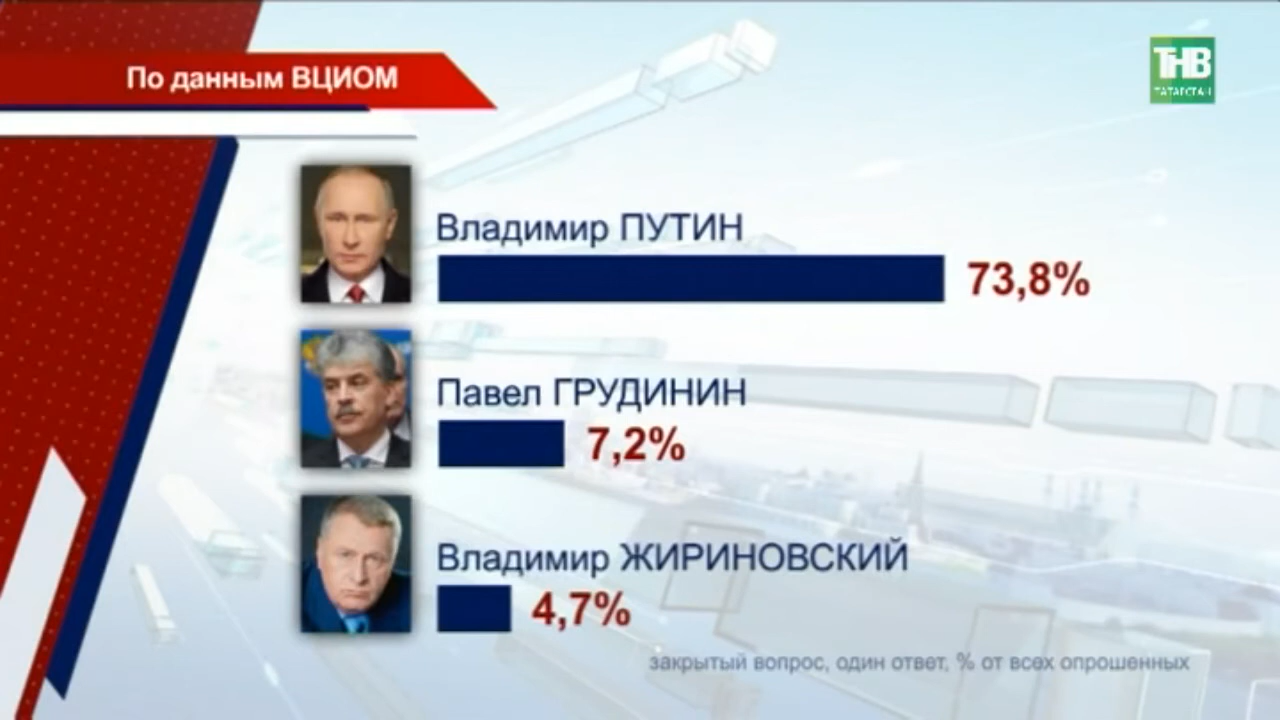 По данным ВЦИОМ
ТНВ
ТАТАРСТАН
Владимир ПУТИН
73,8%
Павел ГРУДИНИН
7,2%
Владимир ЖИРИНОВСКИЙ
4,7%
закрытый вопрос, один ответ, % от всех опрошенных